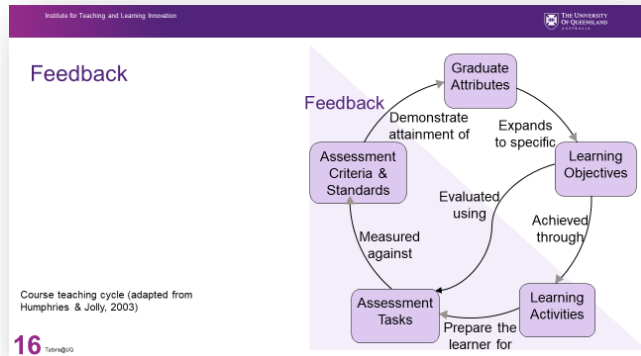 Institute for Teaching and Learning Innovation
THE UNIVERSITY
OF QUEENSLAND
AUSTRALIA
Feedback
Feedback
Graduate
Attributes
Demonstrate
attainment of
Expands
to specific
Assessment
Criteria &
Standards
Learning
Objectives
Evaluated
using
Achieved
through
Measured
against
Assessment
Tasks
Learning
Activities
Prepare the
learner for
Course teaching cycle (adapted from
Humphries & Jolly, 2003)
16 Tutors@UQ